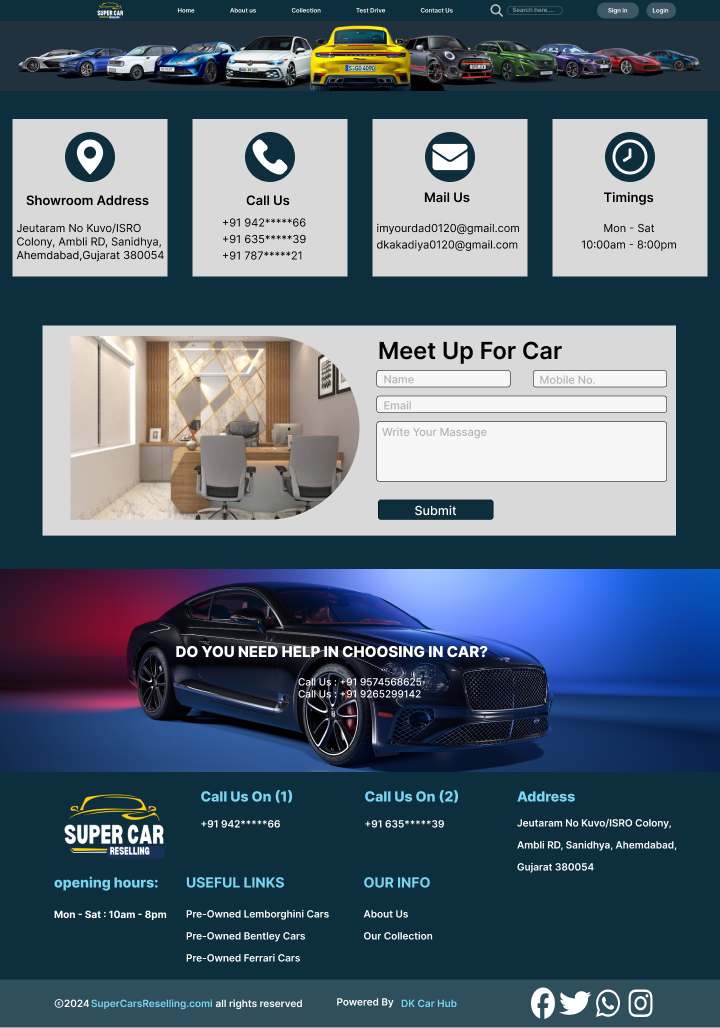 SUPER CAR
RESELLING
Home
About us
Collection
Test Drive
Contact Us
Search here....
Sign in
Login
S:GO 4090
Showroom Address
Jeutaram No Kuvo/ISRO
Colony, Ambli RD, Sanidhya,
Ahemdabad,Gujarat 380054
Call Us
+91 942*****66
+91 635*****39
+91 787*****21
Mail Us
imyourdad0120@gmail.com
dkakadiya0120@gmail.com
Timings
Mon - Sat
10:00am - 8:00pm
Meet Up For Car
Name
Mobile No.
Email
Write Your Massage
Submit
DO YOU NEED HELP IN CHOOSING IN CAR?
Call Us : +91 9574568625
Call Us : +91 9265299142
SUPER CAR
RESELLING
Call Us On (1)
+91 942*****66
Call Us On (2)
+91 635*****39
Address
Jeutaram No Kuvo/ISRO Colony,
Ambli RD, Sanidhya, Ahemdabad,
Gujarat 380054
opening hours:
Mon - Sat : 10am - 8pm
USEFUL LINKS
Pre-Owned Lemborghini Cars
Pre-Owned Bentley Cars
Pre-Owned Ferrari Cars
OUR INFO
About Us
Our Collection
©2024 SuperCarsReselling.comi all rights reserved
Powered By DK Car Hub